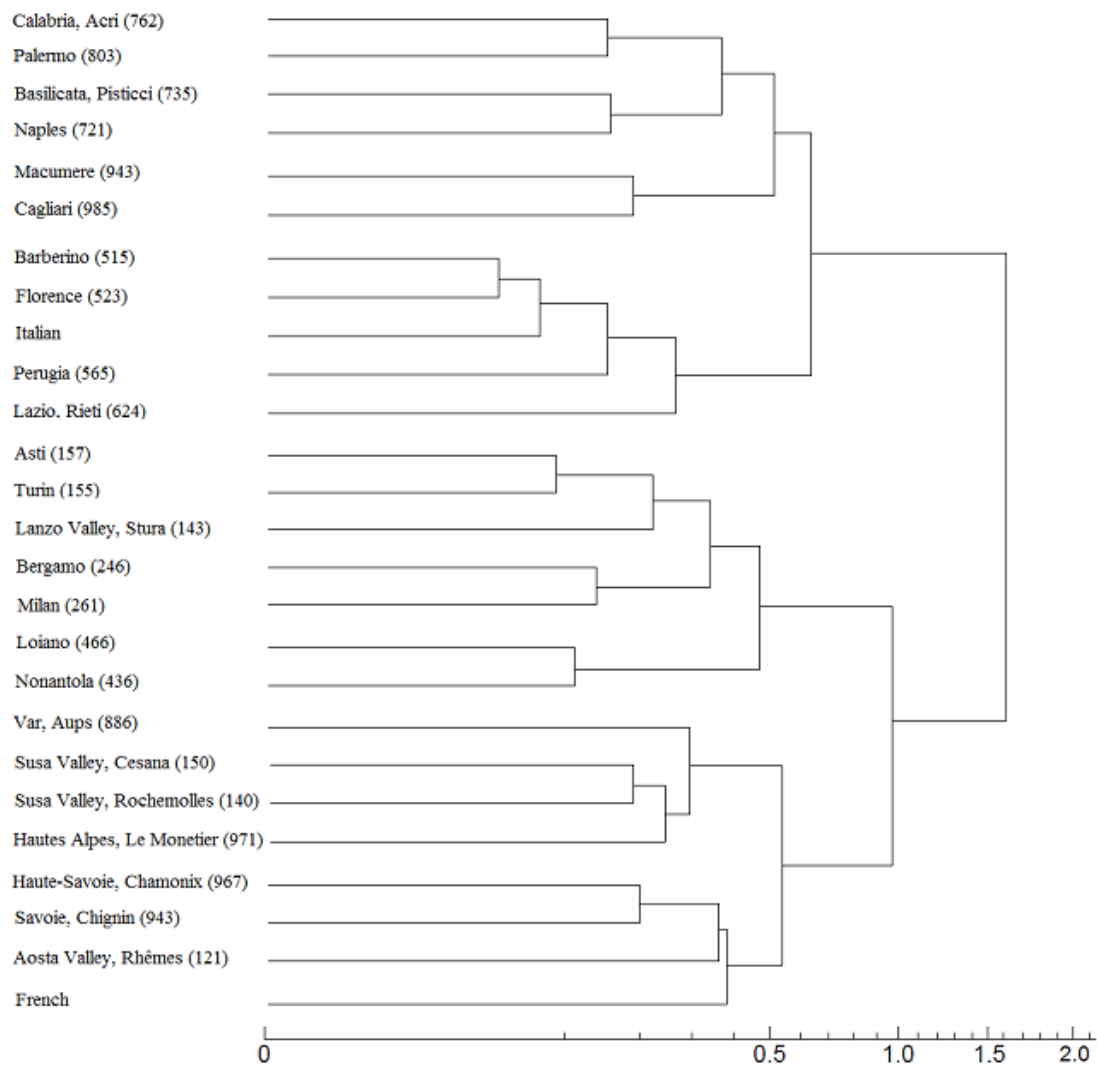 Calabria, Acri (762)
Palermo (803)
Basilicata, Pisticci (735)
Naples (721)
Macumere (943)
Cagliari (985)
Barberino (515)
Florence (523)
Italian
Perugia (565)
Lazio. Rieti (624)
Asti (157)
Turin (155)
Lanzo Valley, Stura (143)
Bergamo (246)
Milan (261)
Loiano (466)
Nonantola (436)
Var, Aups (886)
Susa Valley, Cesana (150)
Susa Valley, Rochemolles (140)
Hautes Alpes, Le Monetier (971)
Haute-Savoie, Chamonix (967)
Savoie, Chignin (943)
Aosta Valley, Rhêmes (121)
French
0 0.5 1.0 1.5 2.0